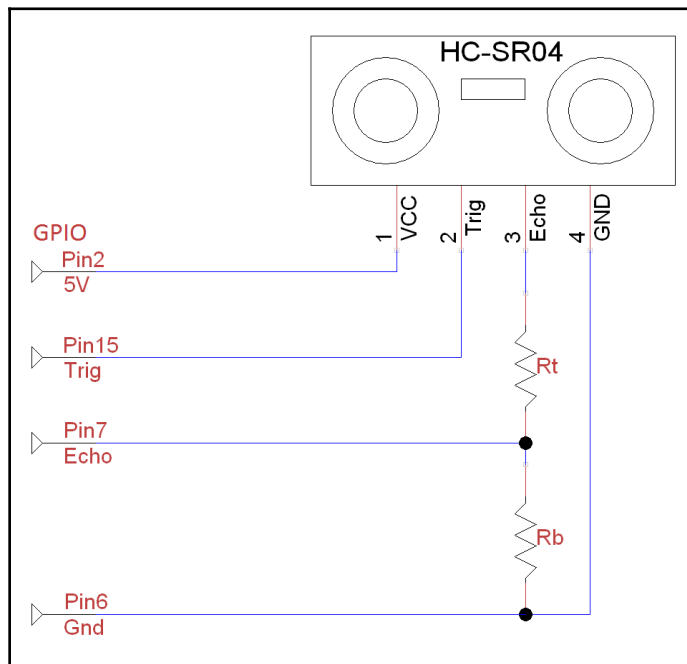 HC-SR04
1 VCC
2 Trig
3 Echo
4 GND
GPIO
Pin2
5V
Pin15
Trig
Rt
Pin7
Echo
Rb
Pin6
Gnd